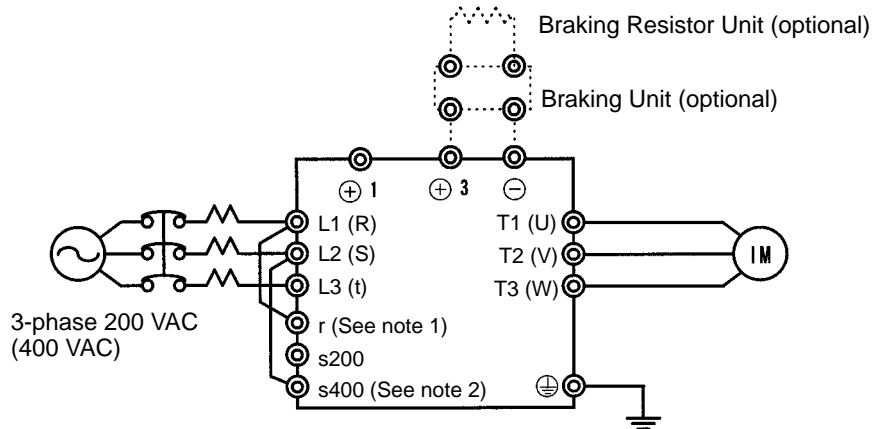 Braking Resistor Unit (optional)
Braking Unit (optional)
⊕ 1
⊕ 3
⊖
L1 (R)
T1 (U)
L2 (S)
T2 (V)
IM
L3 (t)
T3 (W)
3-phase 200 VAC
(400 VAC)
r (See note 1)
s200
s400 (See note 2)